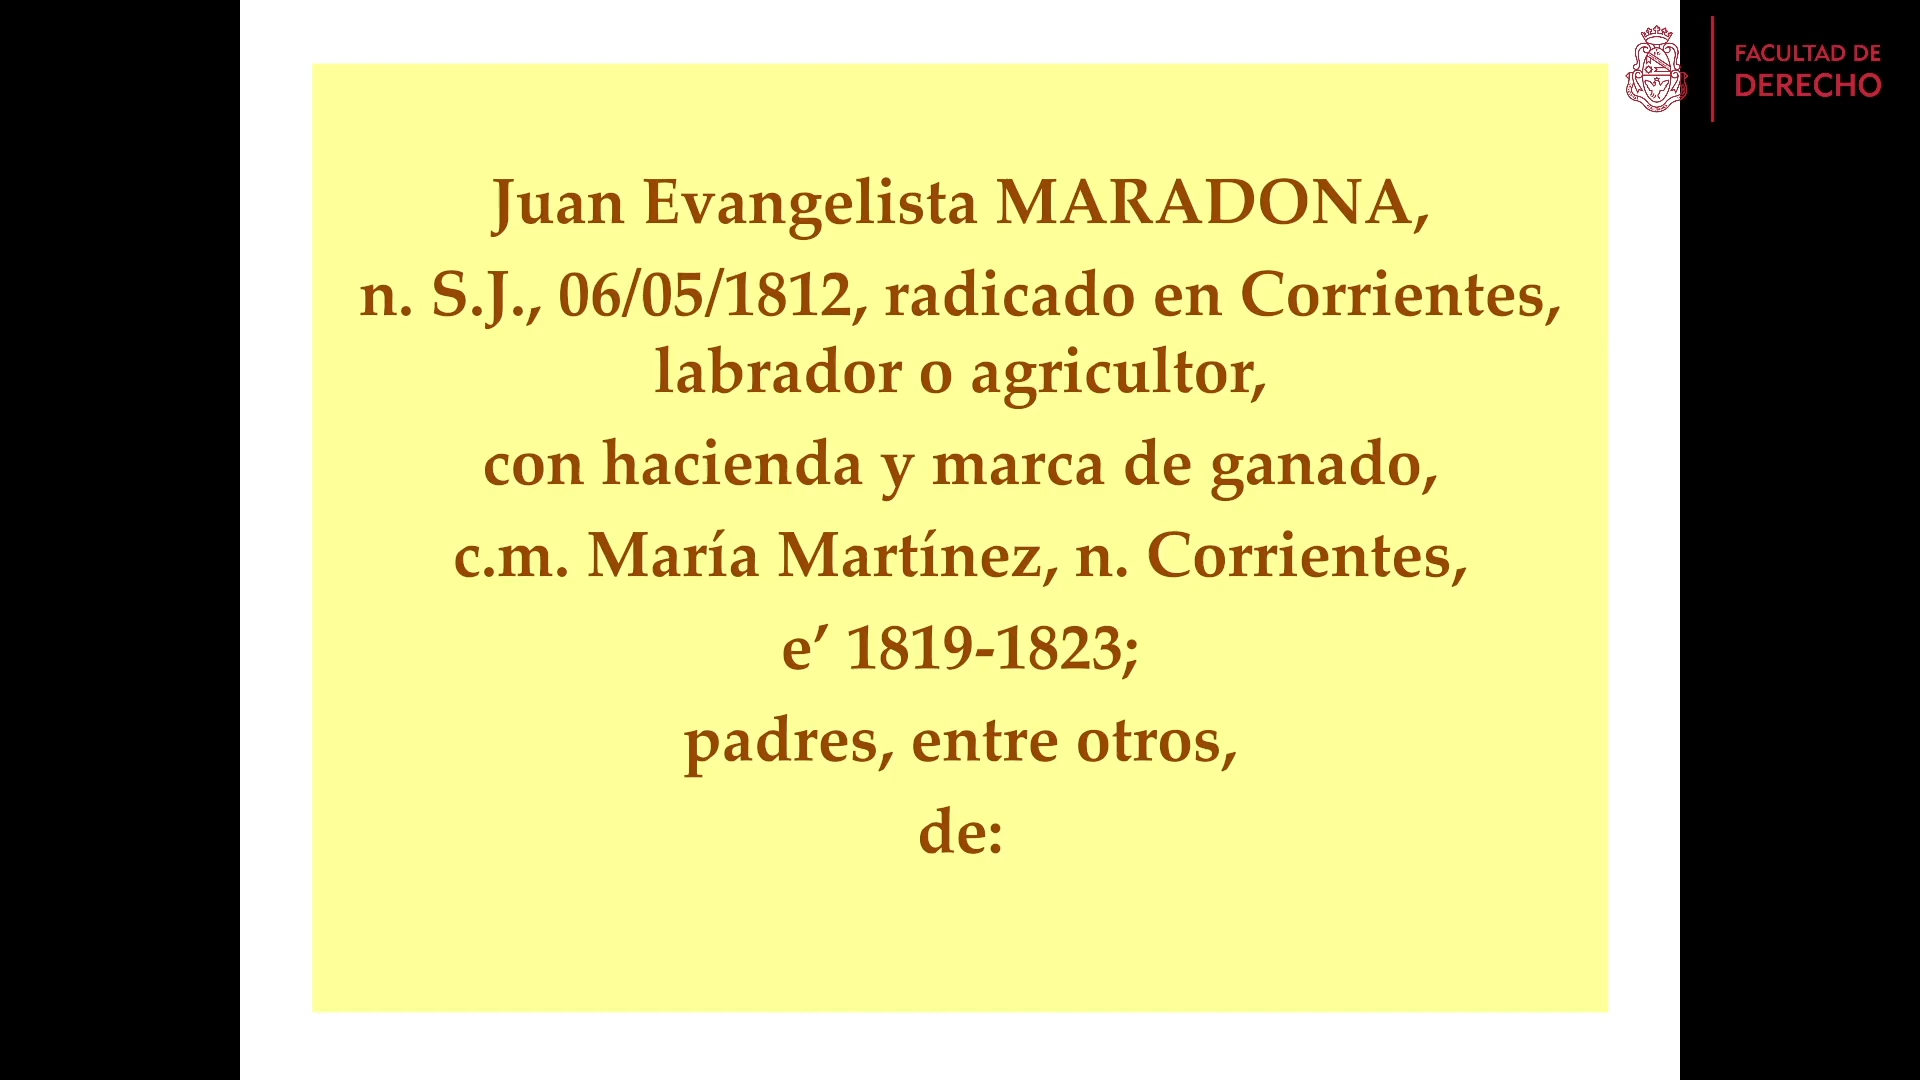 FACULTAD DE
DERECHO
Juan Evangelista MARADONA,
n. S.J., 06/05/1812, radicado en Corrientes,
labrador o agricultor,
con hacienda y marca de ganado,
c.m. María Martínez, n. Corrientes,
e’ 1819-1823;
padres, entre otros,
de: